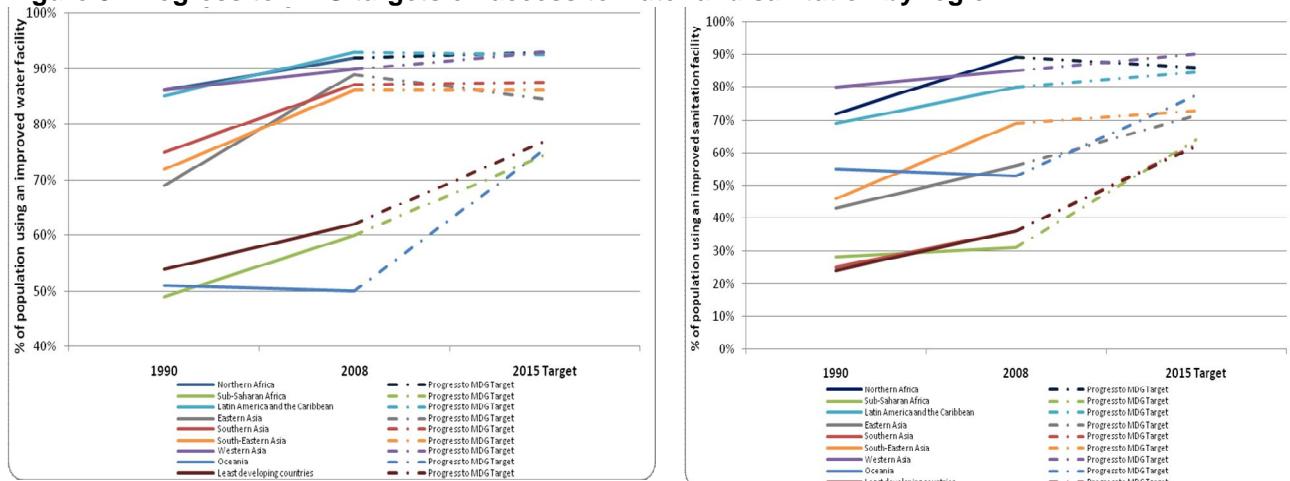 100%
90%
80%
70%
60%
50%
40%
% of population using an improved water facility
1990 2008 2015 Target
Northern Africa Progress to MDG Target
Sub-Saharan Africa Progress to MDG Target
Latin America and the Caribbean Progress to MDG Target
Eastern Asia Progress to MDG Target
Southern Asia Progress to MDG Target
South-Eastern Asia Progress to MDG Target
Western Asia Progress to MDG Target
Oceania Progress to MDG Target
Least developing countries Progress to MDG Target
100%
90%
80%
70%
60%
50%
40%
30%
20%
10%
0%
% of population using an improved sanitation facility
1990 2008 2015 Target
Northern Africa Progress to MDG Target
Sub-Saharan Africa Progress to MDG Target
Latin America and the Caribbean Progress to MDG Target
Eastern Asia Progress to MDG Target
Southern Asia Progress to MDG Target
South-Eastern Asia Progress to MDG Target
Western Asia Progress to MDG Target
Oceania Progress to MDG Target
Least developing countries Progress to MDG Target